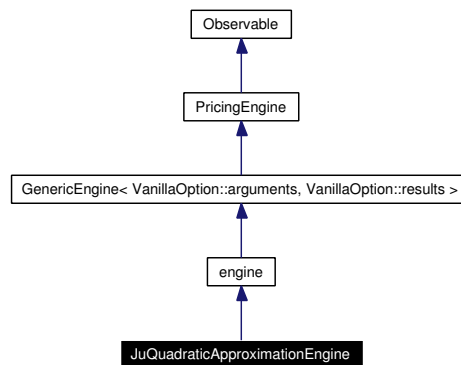 Observable
PricingEngine
GenericEngine< VanillaOption::arguments, VanillaOption::results >
engine
JuQuadraticApproximationEngine